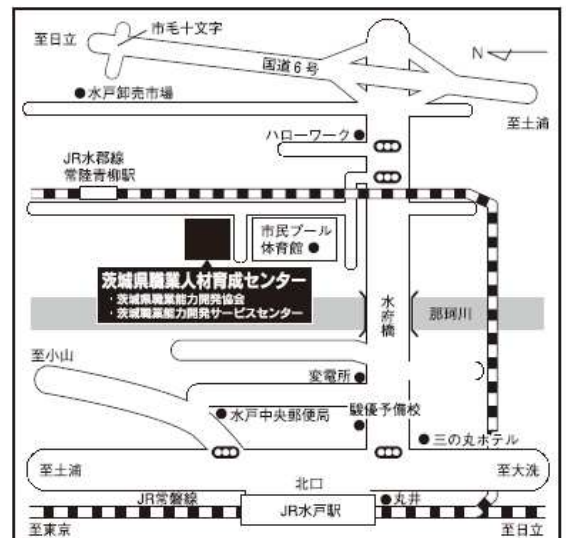 市毛十文字
至日立
国道6号
N
水戸卸売市場
至土浦
ハローワーク
JR水郡線
常陸青柳駅
市民プール
体育館
茨城県職業人材育成センター
・茨城県職業能力開発協会
・茨城職業能力開発サービスセンター
水府橋
那珂川
至小山
変電所
水戸中央郵便局
駿優予備校
三の丸ホテル
至土浦
北口
至大洗
JR常磐線
丸井
JR水戸駅
至東京
至日立